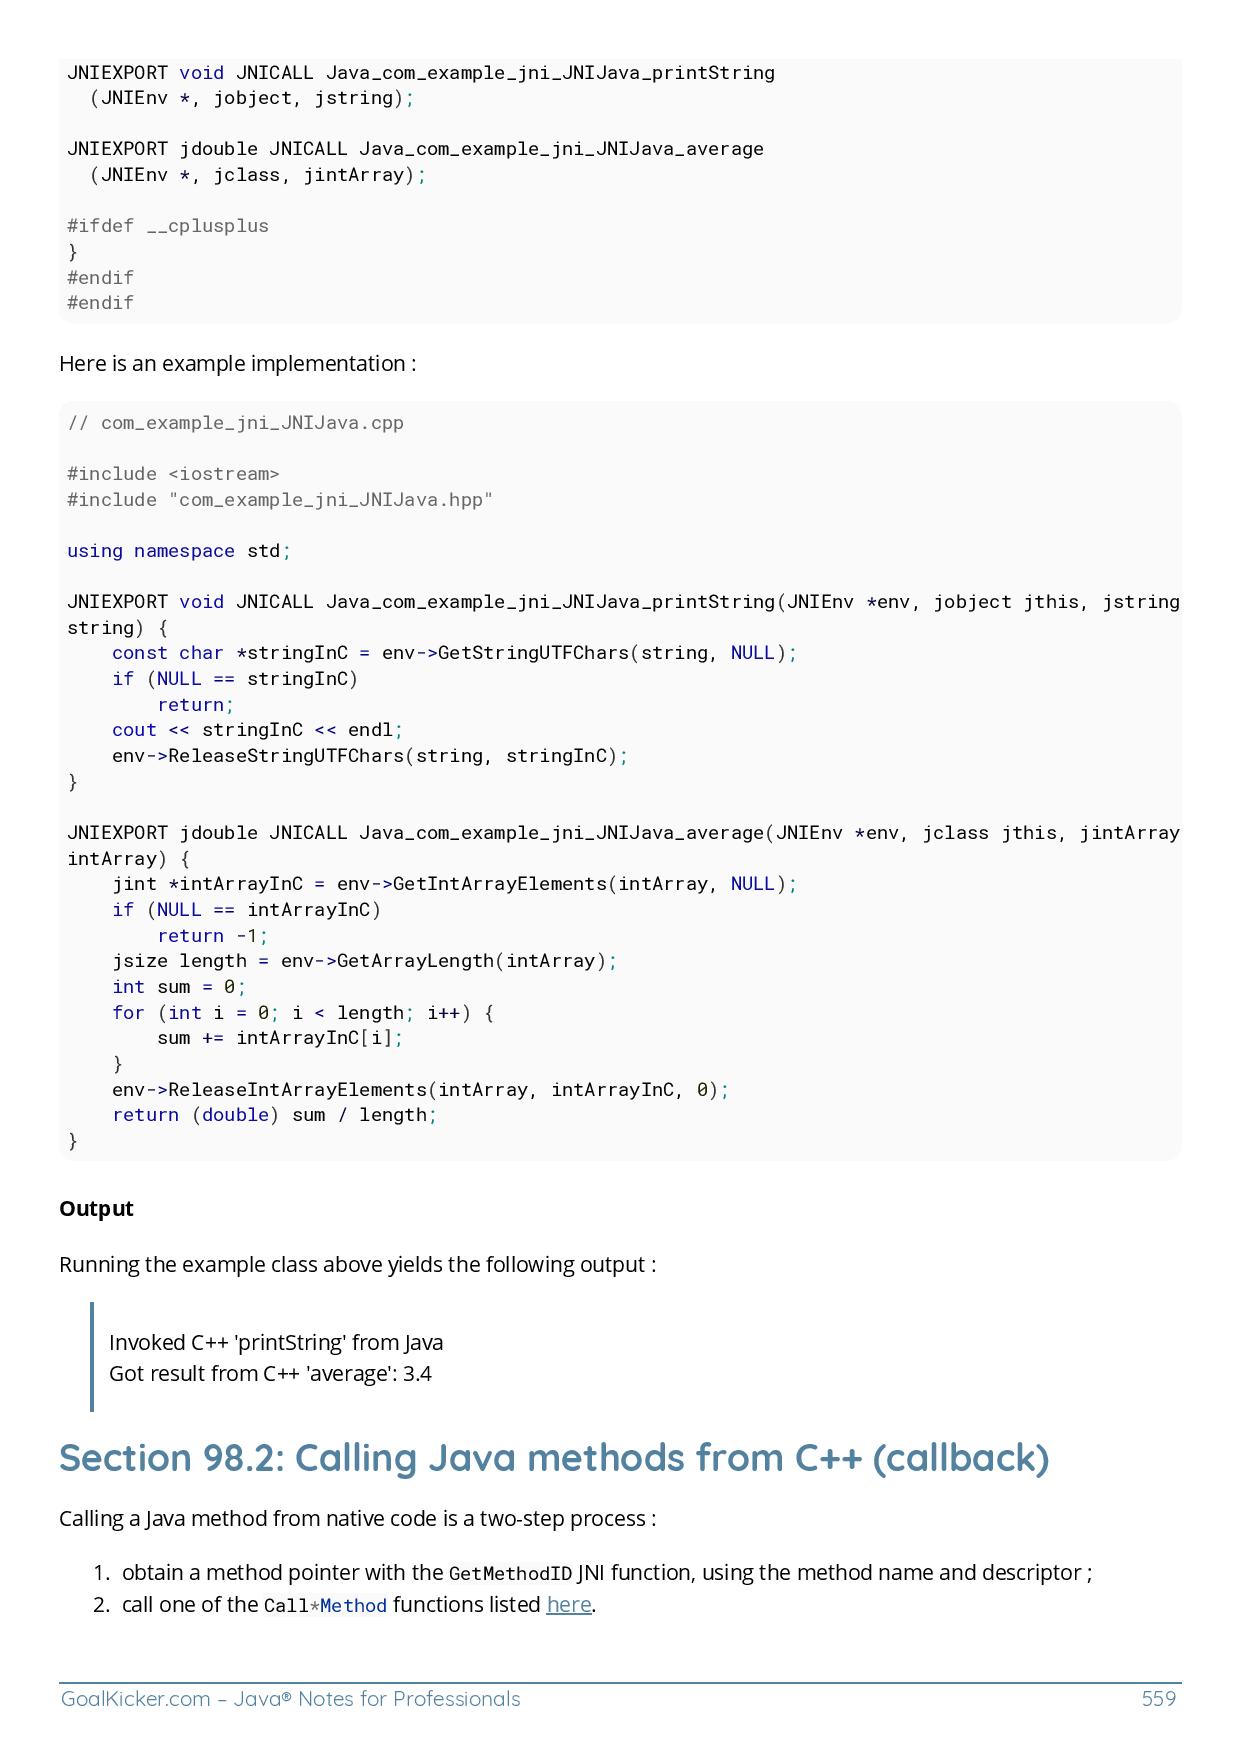 JNIEXPORT void JNICALL Java_com_example_jni_JNIJava_printString
  (JNIEnv *, jobject, jstring);

JNIEXPORT jdouble JNICALL Java_com_example_jni_JNIJava_average
  (JNIEnv *, jclass, jintArray);

#ifdef __cplusplus
}
#endif
#endif
Here is an example implementation :
// com_example_jni_JNIJava.cpp

#include <iostream>
#include "com_example_jni_JNIJava.hpp"

using namespace std;

JNIEXPORT void JNICALL Java_com_example_jni_JNIJava_printString(JNIEnv *env, jobject jthis, jstring
string) {
    const char *stringInC = env->GetStringUTFChars(string, NULL);
    if (NULL == stringInC)
        return;
    cout << stringInC << endl;
    env->ReleaseStringUTFChars(string, stringInC);
}

JNIEXPORT jdouble JNICALL Java_com_example_jni_JNIJava_average(JNIEnv *env, jclass jthis, jintArray
intArray) {
    jint *intArrayInC = env->GetIntArrayElements(intArray, NULL);
    if (NULL == intArrayInC)
        return -1;
    jsize length = env->GetArrayLength(intArray);
    int sum = 0;
    for (int i = 0; i < length; i++) {
        sum += intArrayInC[i];
    }
    env->ReleaseIntArrayElements(intArray, intArrayInC, 0);
    return (double) sum / length;
}
Output
Running the example class above yields the following output :
Invoked C++ 'printString' from Java
Got result from C++ 'average': 3.4
Section 98.2: Calling Java methods from C++ (callback)
Calling a Java method from native code is a two-step process :
1. obtain a method pointer with the GetMethodID JNI function, using the method name and descriptor ;
2. call one of the Call*Method functions listed here.
GoalKicker.com – Java® Notes for Professionals 559